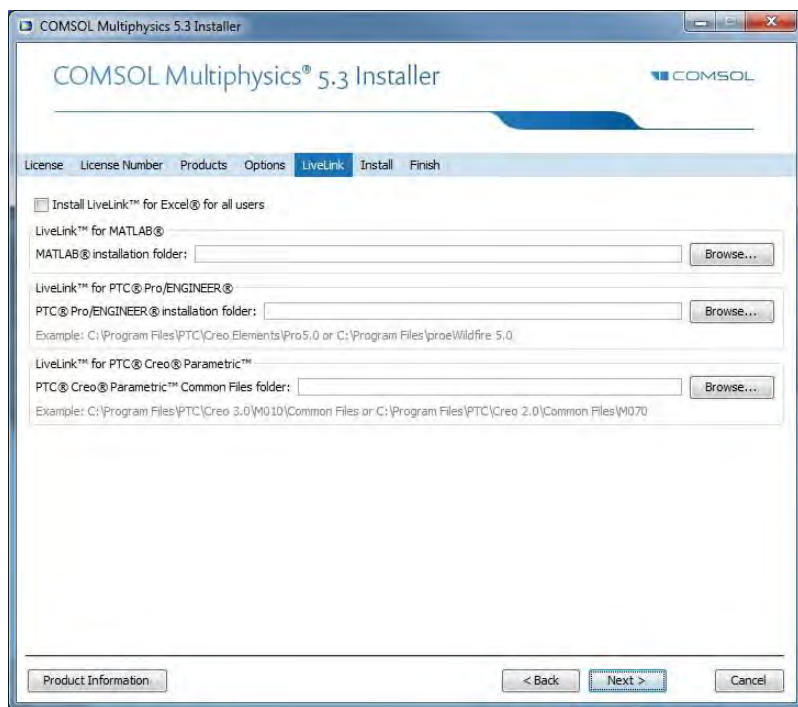 COMSOL Multiphysics 5.3 Installer
COMSOL Multiphysics® 5.3 Installer
COMSOL
License License Number Products Options LiveLink Install Finish
Install LiveLink™ for Excel® for all users
LiveLink™ for MATLAB®
MATLAB® installation folder: Browse...
LiveLink™ for PTC® Pro/ENGINEER®
PTC® Pro/ENGINEER® installation folder: Browse...
Example: C:\Program Files\PTC\Creo Elements\Pro5.0 or C:\Program Files\proeWildfire 5.0
LiveLink™ for PTC® Creo® Parametric™
PTC® Creo® Parametric™ Common Files folder: Browse...
Example: C:\Program Files\PTC\Creo 3.0\M010\Common Files or C:\Program Files\PTC\Creo 2.0\Common Files\M070
Product Information < Back Next > Cancel